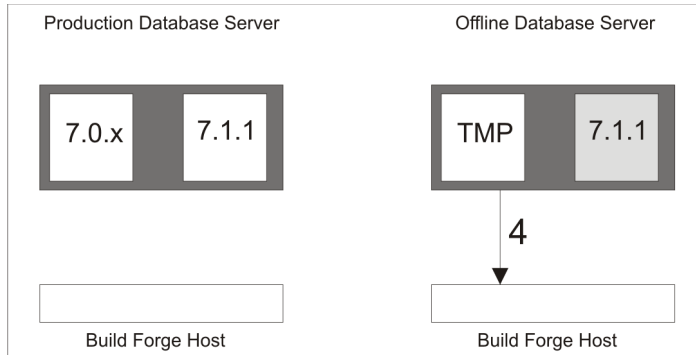 Production Database Server
Offline Database Server
7.0.x
7.1.1
TMP
7.1.1
4
Build Forge Host
Build Forge Host